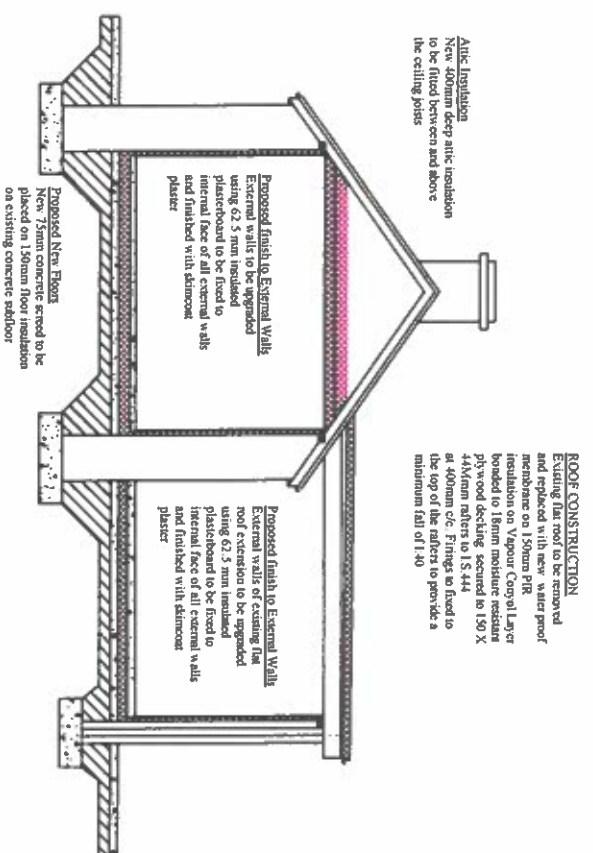 Attic Insulation
New 400mm deep attic insulation
to be fitted between and above
the ceiling joists
ROOF CONSTRUCTION
Existing flat roof to be removed
and replaced with new water proof
membrane on 150mm PIR
insulation on Vapour Conyol Layer
bonded to 18mm moisture resistant
plywood decking secured to 150 X
44Mmm rafters to I S 444
at 400mm c/c. Firings to fixed to
the top of the rafters to provide a
minimum fall of 1:40
Proposed finish to External Walls
External walls to be upgraded
using 62.5 mm insulated
plasterboard to be fixed to
internal face of all external walls
and finished with skimcoat
plaster
Proposed finish to External Walls
External walls of existing flat
roof extension to be upgraded
using 62.5 mm insulated
plasterboard to be fixed to
internal face of all external walls
and finished with skimcoat
plaster
Proposed New Floors
New 75mm concrete screed to be
placed on 150mm floor insulation
on existing concrete subfloor